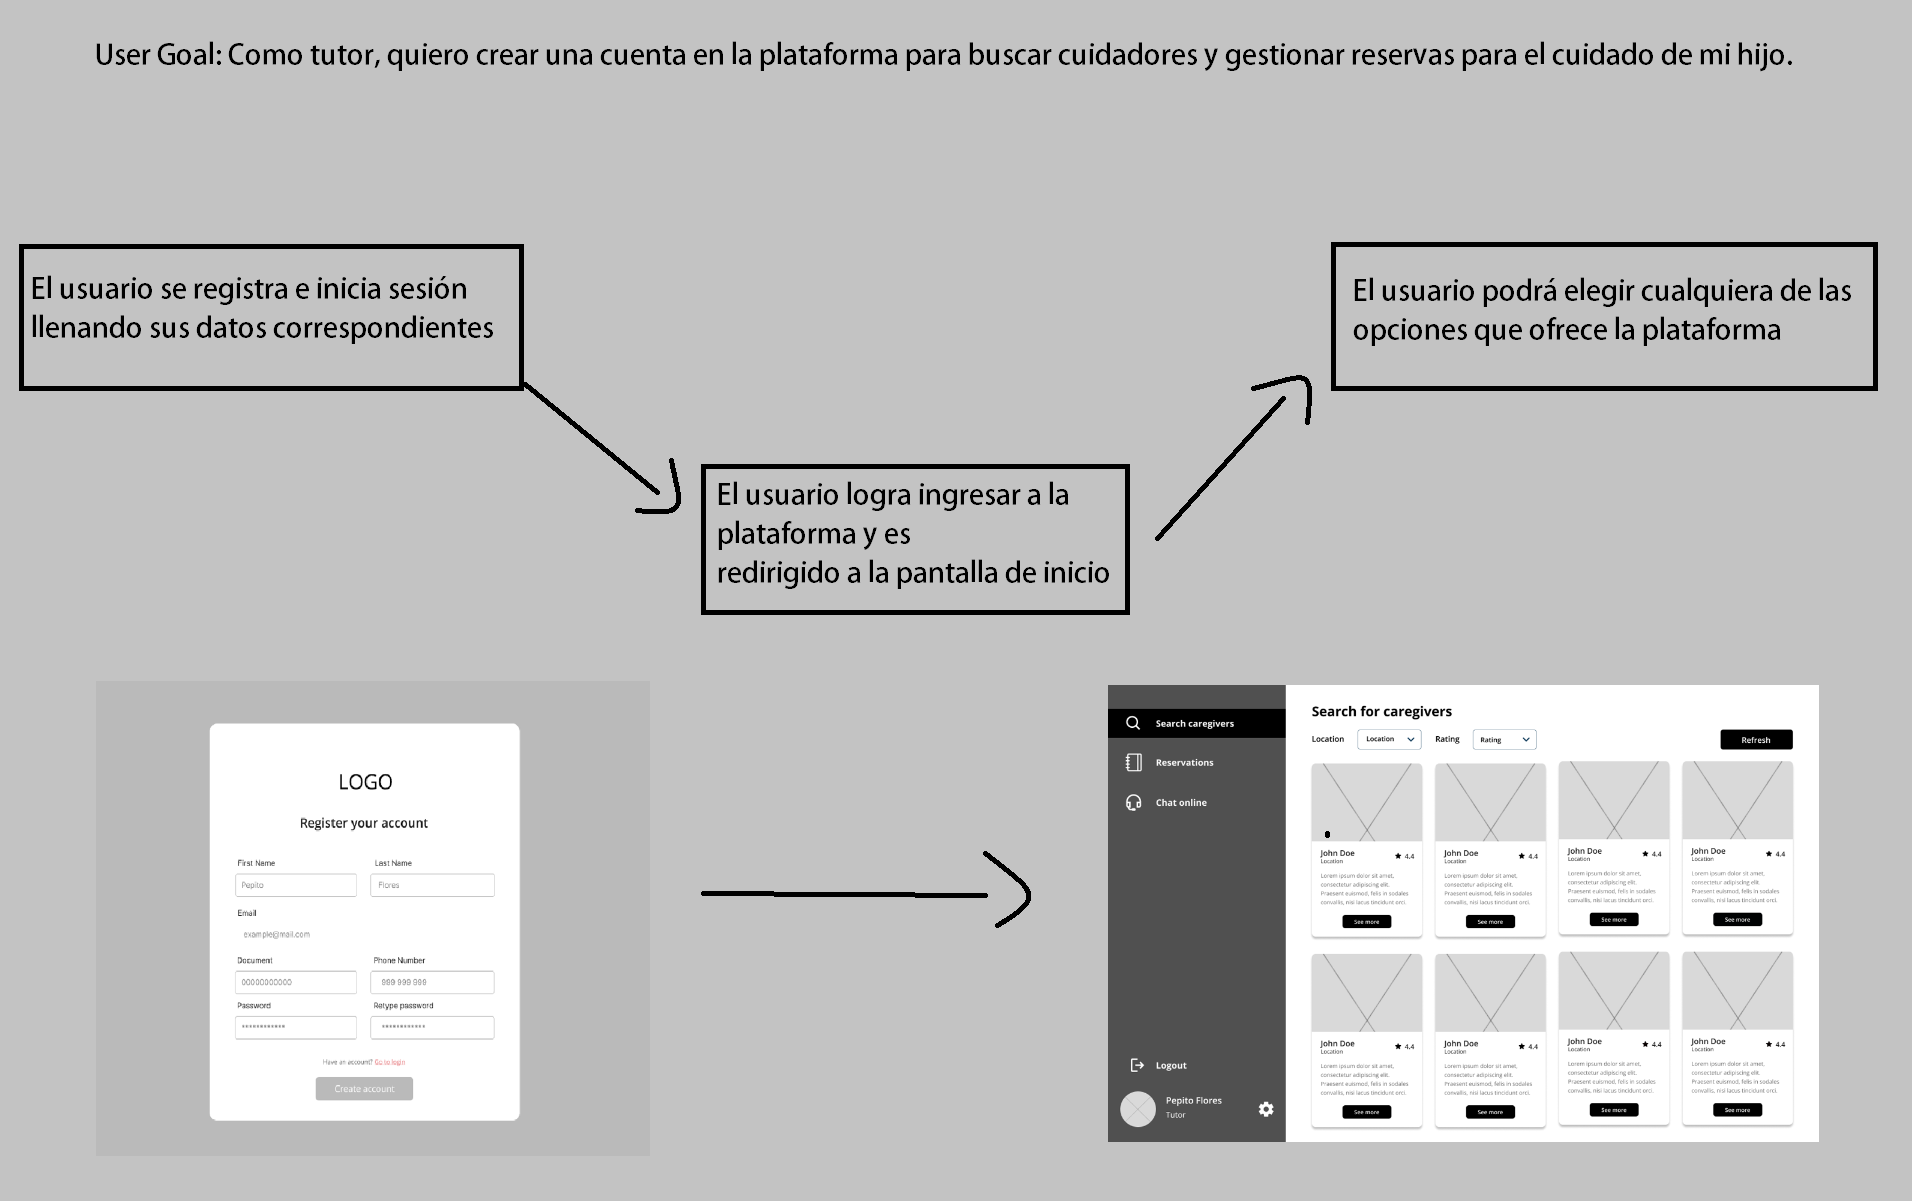 User Goal: Como tutor, quiero crear una cuenta en la plataforma para buscar cuidadores y gestionar reservas para el cuidado de mi hijo.
El usuario se registra e inicia sesión
llenando sus datos correspondientes
El usuario logra ingresar a la
plataforma y es
redirigido a la pantalla de inicio
El usuario podrá elegir cualquiera de las
opciones que ofrece la plataforma
LOGO
Register your account
First Name Last Name
Pepito Flores
Email
example@mail.com
Document Phone Number
00000000000 999 999 999
Password Retype password
************ ************
Have an account? Go to login
Create account
Search caregivers
Reservations
Chat online
Logout
Pepito Flores
Tutor
Search for caregivers
Location Location Rating Rating Refresh
John Doe 4.4
Location
Lorem ipsum dolor sit amet,
consectetur adipiscing elit.
Praesent euismod, felis in sodales
convallis, nisi lacus tincidunt orci.
See more
John Doe 4.4
Location
Lorem ipsum dolor sit amet,
consectetur adipiscing elit.
Praesent euismod, felis in sodales
convallis, nisi lacus tincidunt orci.
See more
John Doe 4.4
Location
Lorem ipsum dolor sit amet,
consectetur adipiscing elit.
Praesent euismod, felis in sodales
convallis, nisi lacus tincidunt orci.
See more
John Doe 4.4
Location
Lorem ipsum dolor sit amet,
consectetur adipiscing elit.
Praesent euismod, felis in sodales
convallis, nisi lacus tincidunt orci.
See more
John Doe 4.4
Location
Lorem ipsum dolor sit amet,
consectetur adipiscing elit.
Praesent euismod, felis in sodales
convallis, nisi lacus tincidunt orci.
See more
John Doe 4.4
Location
Lorem ipsum dolor sit amet,
consectetur adipiscing elit.
Praesent euismod, felis in sodales
convallis, nisi lacus tincidunt orci.
See more
John Doe 4.4
Location
Lorem ipsum dolor sit amet,
consectetur adipiscing elit.
Praesent euismod, felis in sodales
convallis, nisi lacus tincidunt orci.
See more
John Doe 4.4
Location
Lorem ipsum dolor sit amet,
consectetur adipiscing elit.
Praesent euismod, felis in sodales
convallis, nisi lacus tincidunt orci.
See more